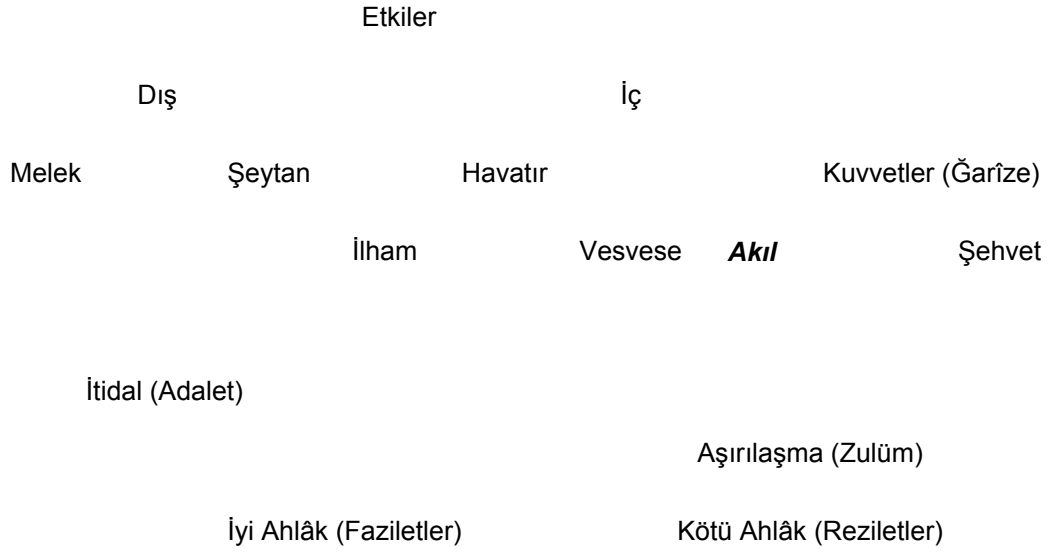 Etkiler
Dış İç
Melek Şeytan Havatır Kuvvetler (Ğarîze)
İlham Vesvese Akıl Şehvet
İtidal (Adalet)
Aşırılaşma (Zulüm)
İyi Ahlâk (Faziletler) Kötü Ahlâk (Reziletler)